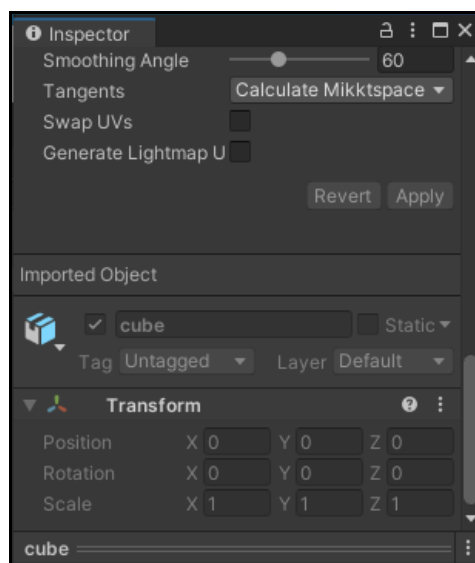 Inspector
Smoothing Angle 60
Tangents Calculate Mikktspace
Swap UVs
Generate Lightmap U
Revert Apply
Imported Object
cube Static
Tag Untagged Layer Default
Transform
Position X 0 Y 0 Z 0
Rotation X 0 Y 0 Z 0
Scale X 1 Y 1 Z 1
cube